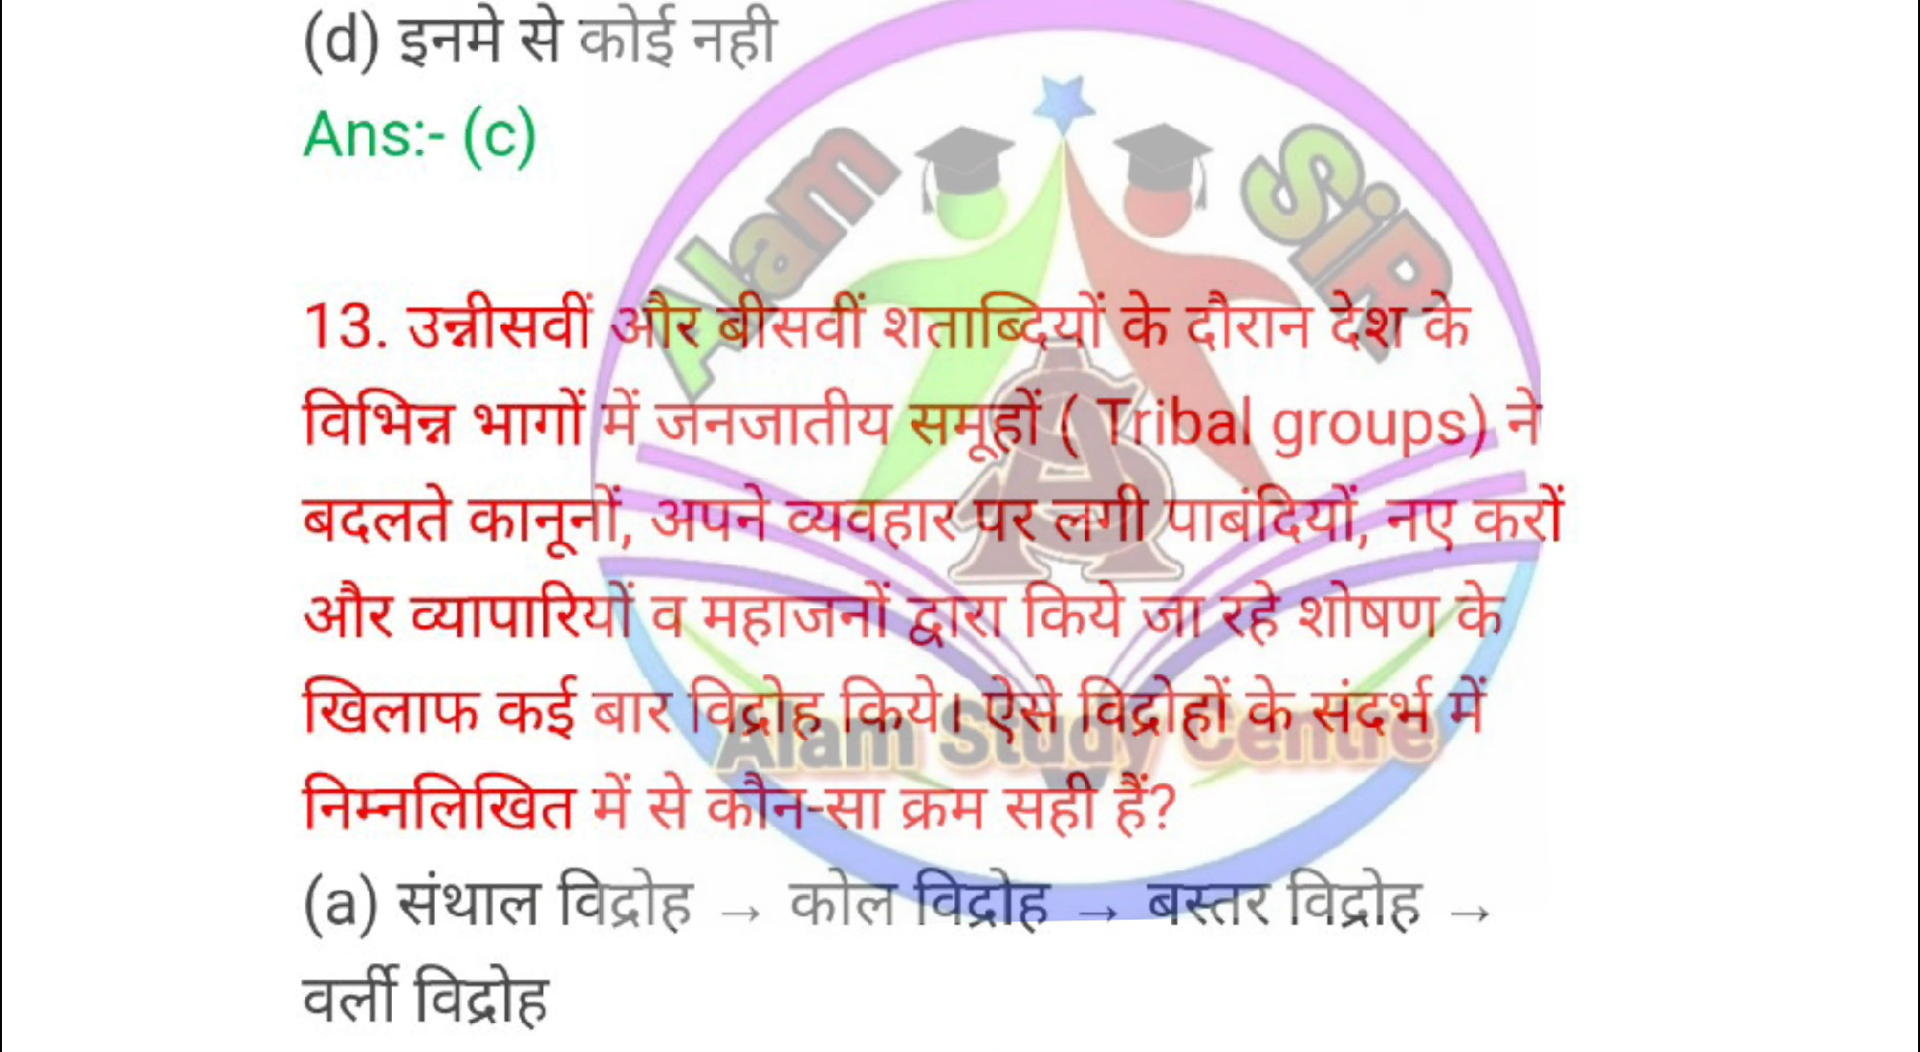 (d) इनमे से कोई नही
Ans:- (c)
Alam SiR
13. उन्नीसवीं और बीसवीं शताब्दियों के दौरान देश के
विभिन्न भागों में जनजातीय समूहों ( Tribal groups) ने
बदलते कानूनों, अपने व्यवहार पर लगी पाबंदियों, नए करों
और व्यापारियों व महाजनों द्वारा किये जा रहे शोषण के
खिलाफ कई बार विद्रोह किये। ऐसे विद्रोहों के संदर्भ में
Alam Study Centre
निम्नलिखित में से कौन-सा क्रम सही हैं?
(a) संथाल विद्रोह → कोल विद्रोह → बस्तर विद्रोह →
वर्ली विद्रोह